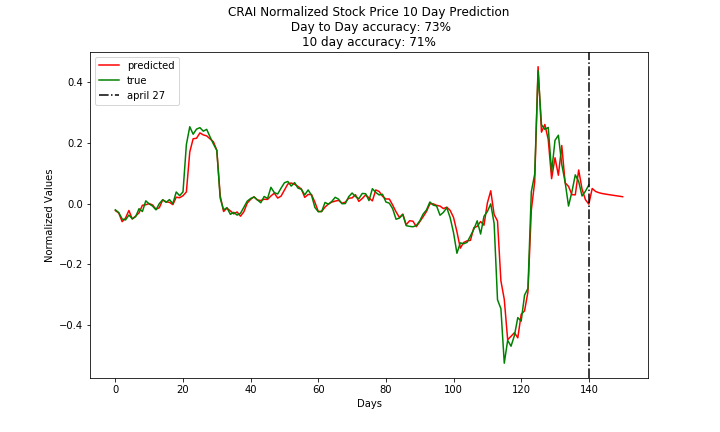 CRAI Normalized Stock Price 10 Day Prediction
Day to Day accuracy: 73%
10 day accuracy: 71%
predicted
true
april 27
Normalized Values
0.4
0.2
0.0
−0.2
−0.4
0 20 40 60 80 100 120 140
Days